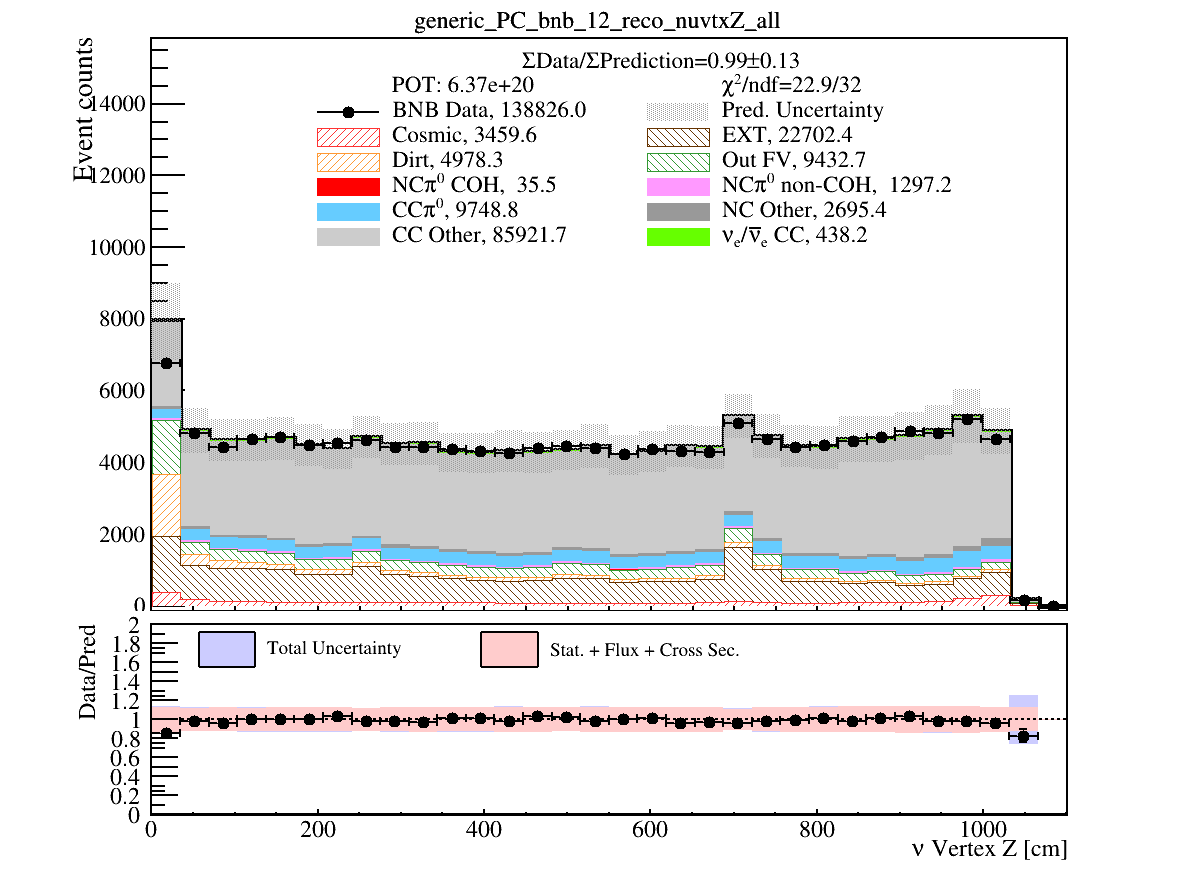 generic_PC_bnb_12_reco_nuvtxZ_all
ΣData/ΣPrediction=0.99±0.13
POT: 6.37e+20
χ²/ndf=22.9/32
BNB Data, 138826.0
Pred. Uncertainty
Cosmic, 3459.6
EXT, 22702.4
Dirt, 4978.3
Out FV, 9432.7
NCπ⁰ COH, 35.5
NCπ⁰ non-COH, 1297.2
CCπ⁰, 9748.8
NC Other, 2695.4
CC Other, 85921.7
νₑ/ν̅ₑ CC, 438.2
Event counts
14000
12000
10000
8000
6000
4000
2000
0
Data/Pred
Total Uncertainty
Stat. + Flux + Cross Sec.
2
1.8
1.6
1.4
1.2
1
0.8
0.6
0.4
0.2
0
0 200 400 600 800 1000
ν Vertex Z [cm]